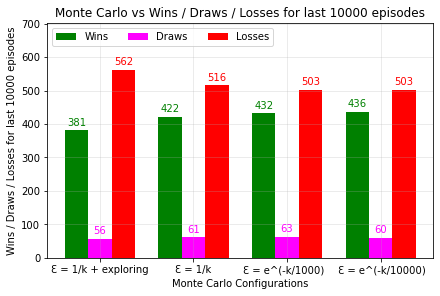 Monte Carlo vs Wins / Draws / Losses for last 10000 episodes
Wins Draws Losses
Wins / Draws / Losses for last 10000 episodes
700
600
500
400
300
200
100
0
381 56 562
422 61 516
432 63 503
436 60 503
Ɛ = 1/k + exploring Ɛ = 1/k Ɛ = e^(-k/1000) Ɛ = e^(-k/10000)
Monte Carlo Configurations